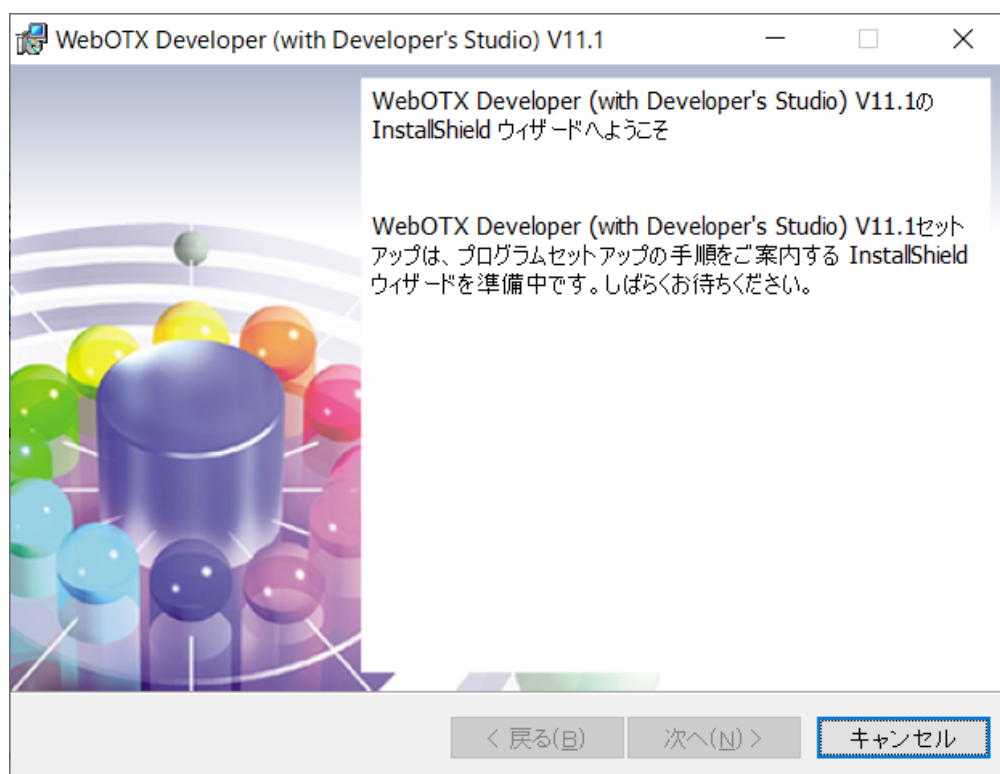 WebOTX Developer (with Developer's Studio) V11.1
WebOTX Developer (with Developer's Studio) V11.1の
InstallShield ウィザードへようこそ
WebOTX Developer (with Developer's Studio) V11.1セット
アップは、プログラムセットアップの手順をご案内する InstallShield
ウィザードを準備中です。しばらくお待ちください。
< 戻る(B)
次へ(N) >
キャンセル